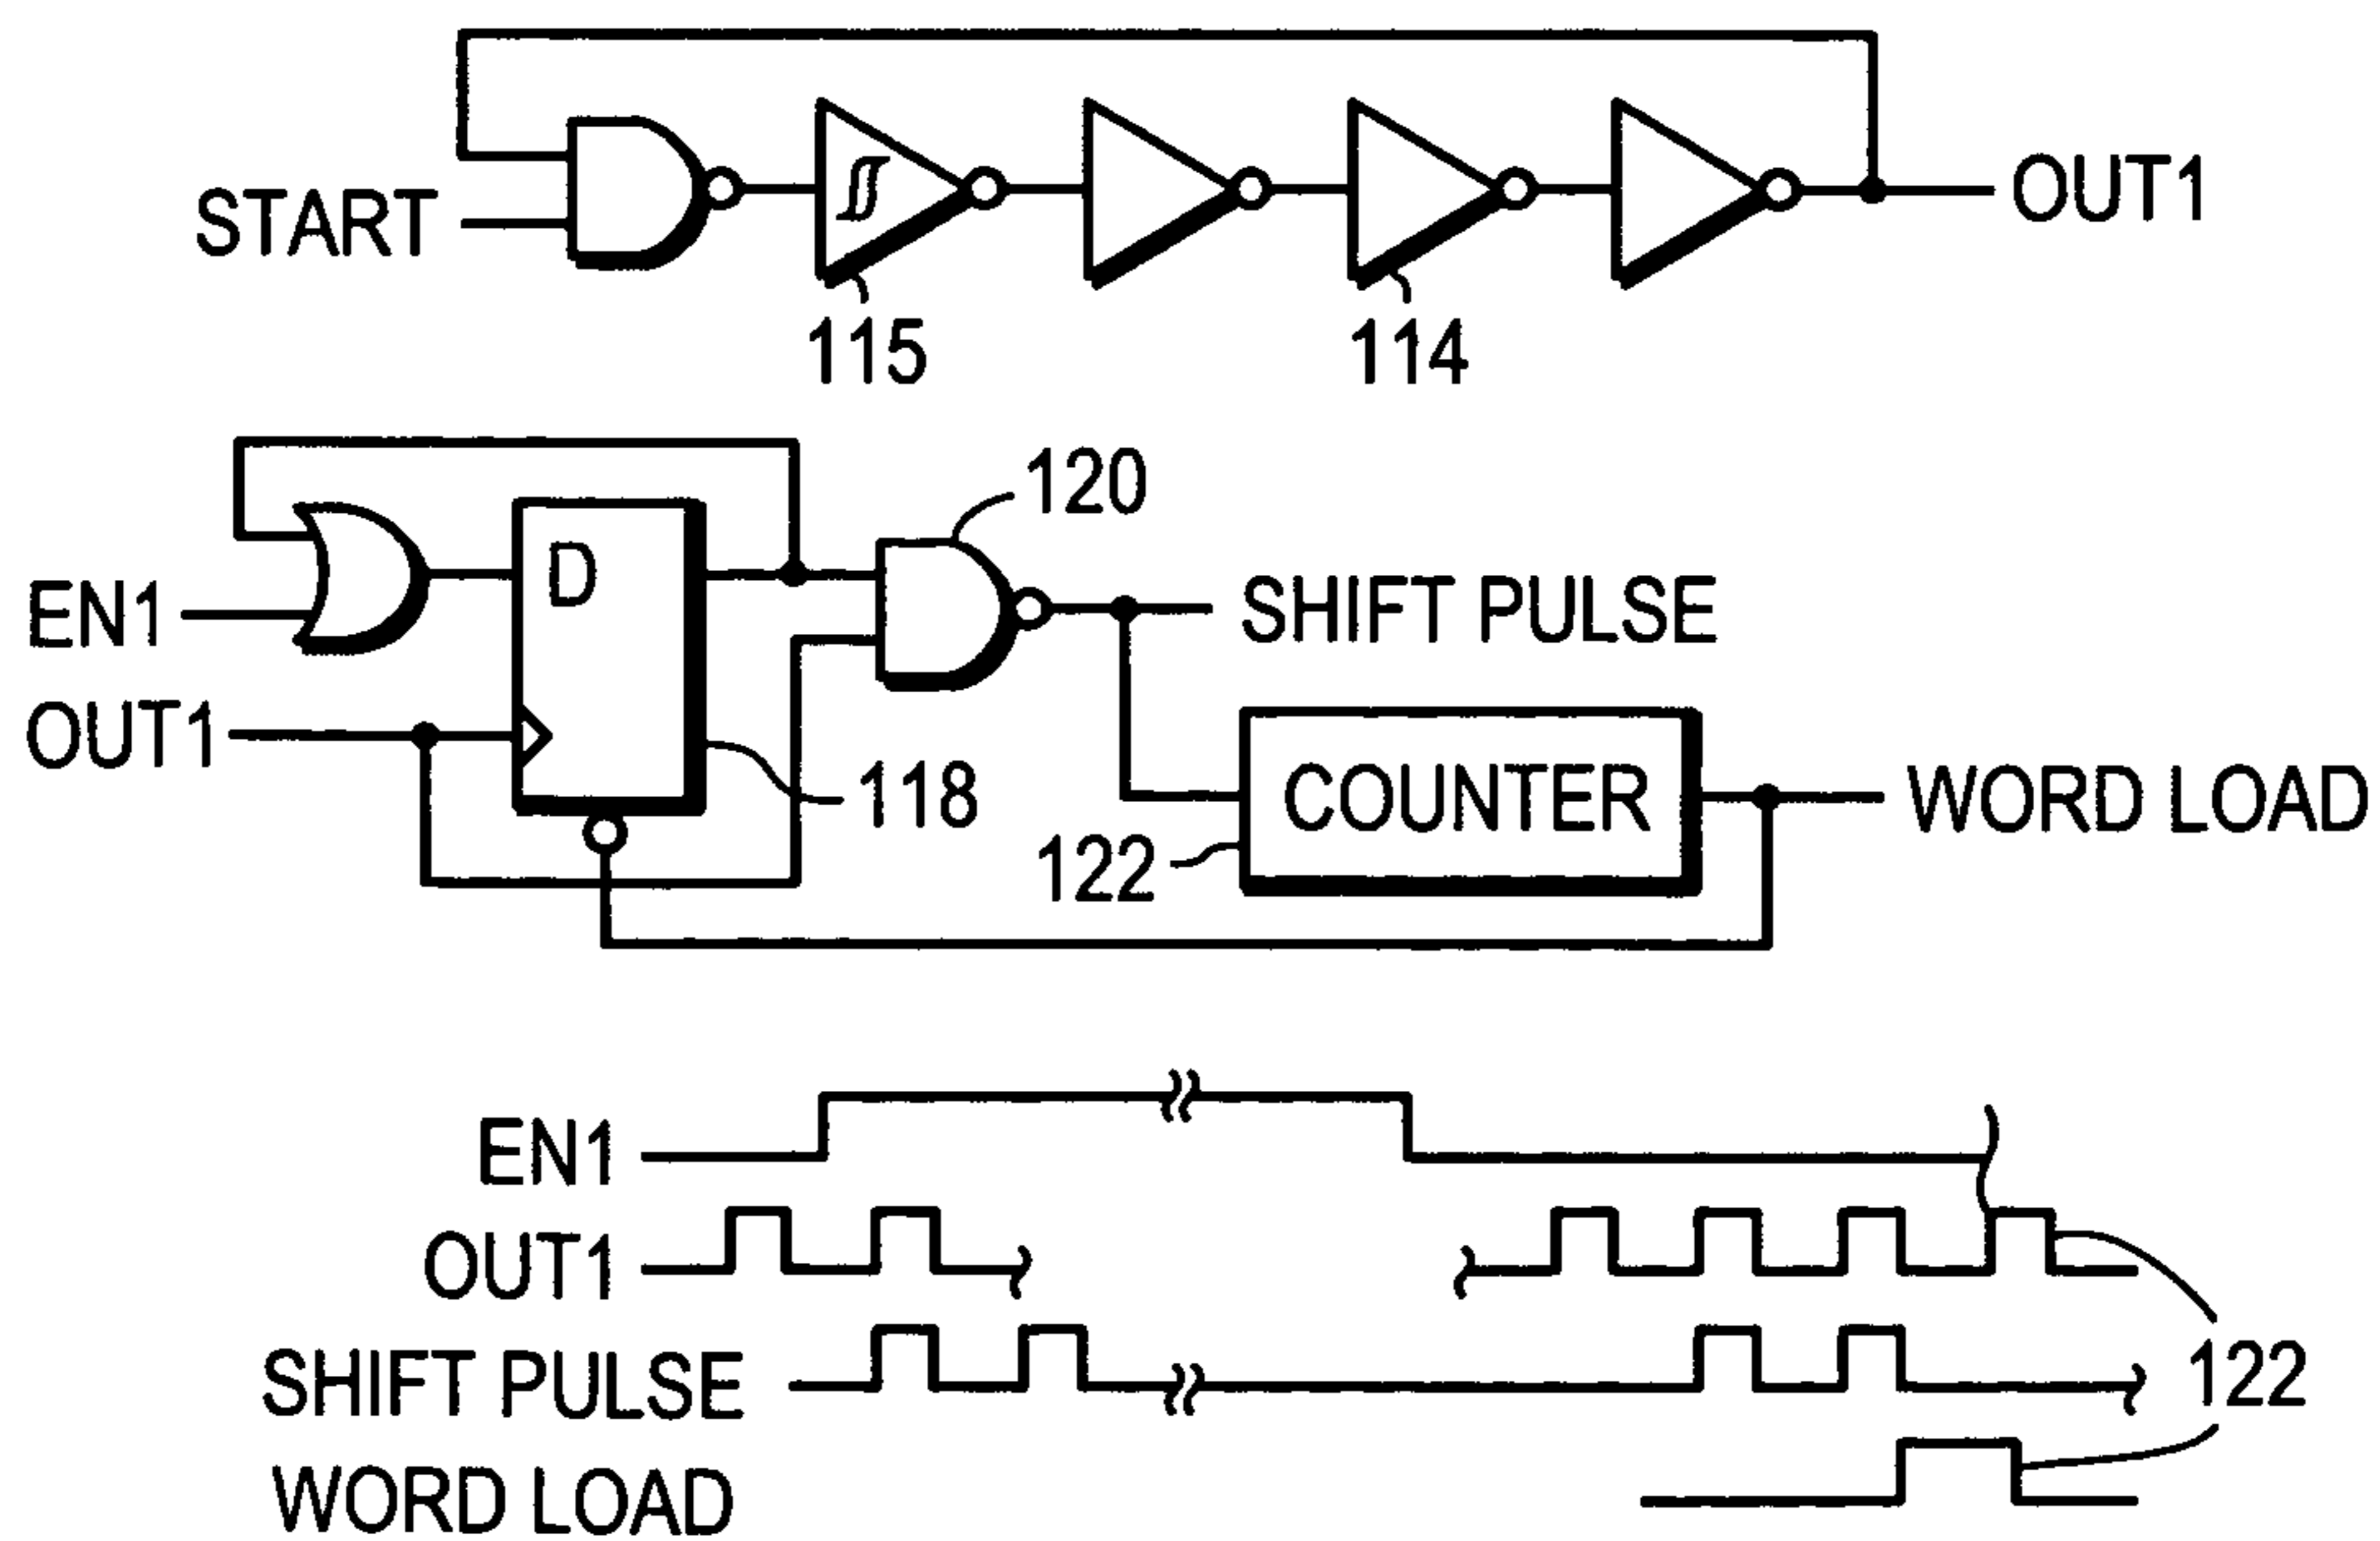 START
OUT1
115
114
120
EN1
D
SHIFT PULSE
OUT1
118
COUNTER
WORD LOAD
122
EN1
OUT1
SHIFT PULSE
122
WORD LOAD